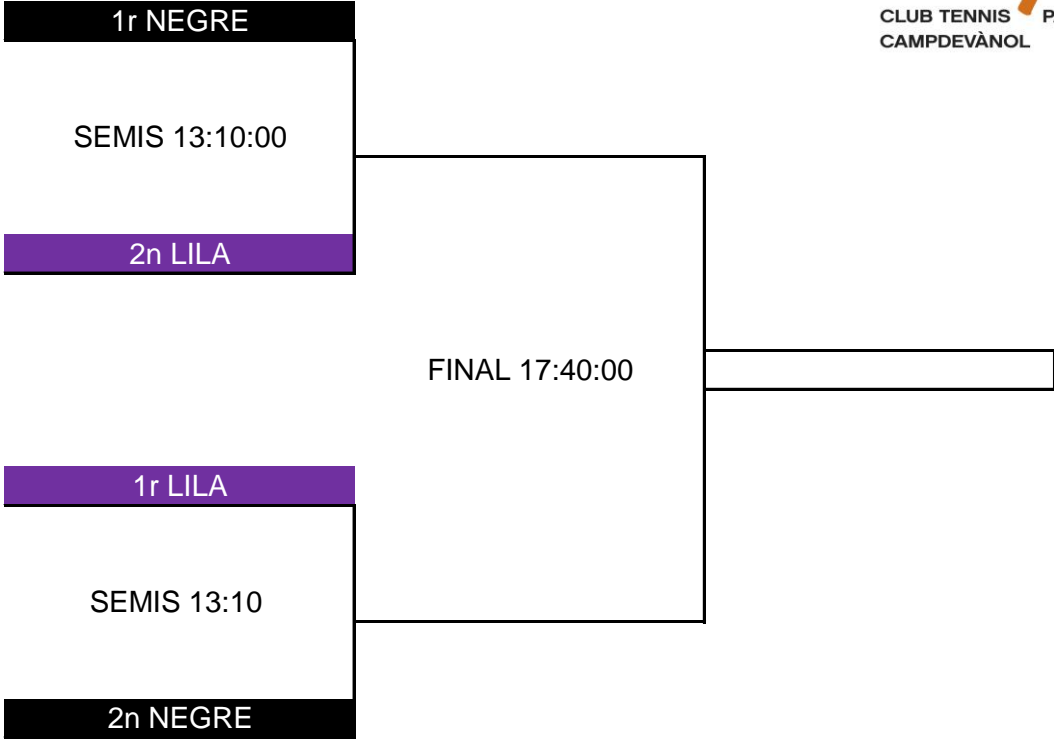 1r NEGRE
CLUB TENNIS
CAMPDEVÀNOL
SEMIS 13:10:00
2n LILA
FINAL 17:40:00
1r LILA
SEMIS 13:10
2n NEGRE